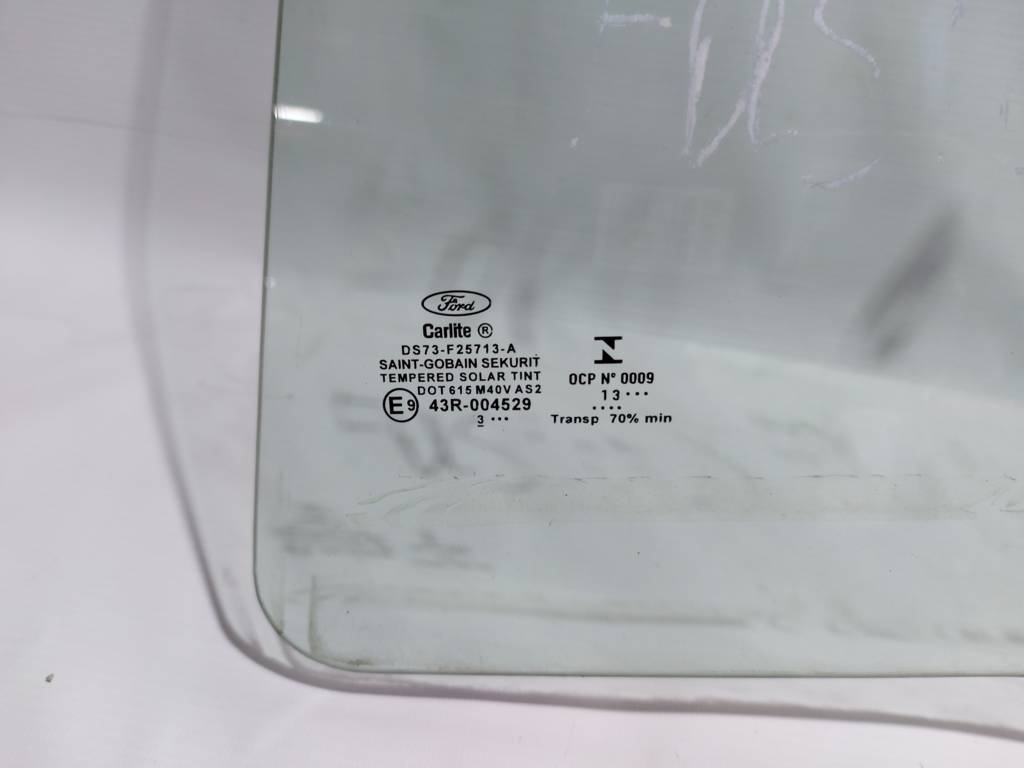 Ford
Carlite ®
DS73-F25713-A
SAINT-GOBAIN SEKURIT
TEMPERED SOLAR TINT
DOT 615 M40V AS2
E9 43R-004529
3 ...
N
OCP Nº 0009
13 ...
....
Transp 70% min